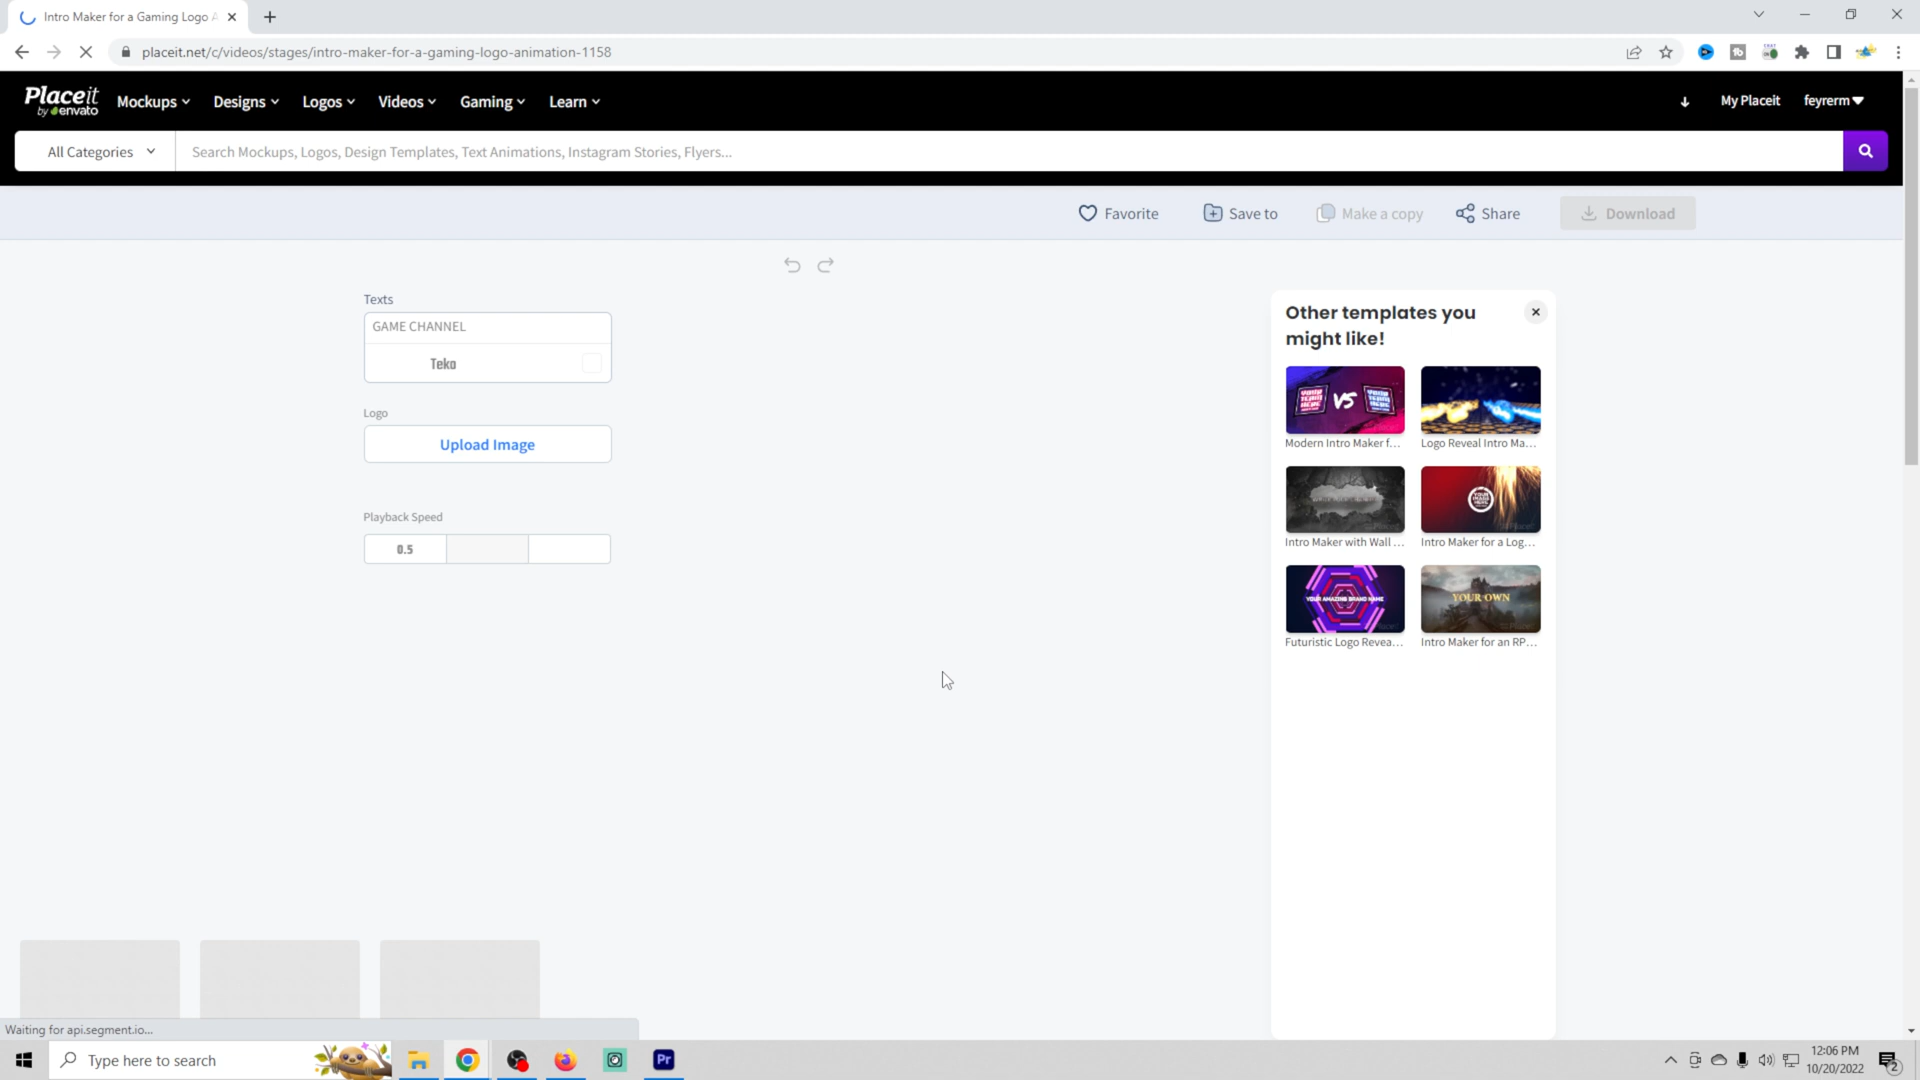 Intro Maker for a Gaming Logo A
placeit.net/c/videos/stages/intro-maker-for-a-gaming-logo-animation-1158
Placeit
by envato
Mockups
Designs
Logos
Videos
Gaming
Learn
My Placeit
feyrerm
All Categories
Search Mockups, Logos, Design Templates, Text Animations, Instagram Stories, Flyers...
Favorite
Save to
Make a copy
Share
Download
Texts
GAME CHANNEL
Teko
Logo
Upload Image
Playback Speed
0.5
Other templates you
might like!
VS
Modern Intro Maker f...
Logo Reveal Intro Ma...
Intro Maker with Wall ...
Intro Maker for a Log...
YOUR AMAZING BRAND NAME
YOUR OWN
Futuristic Logo Revea...
Intro Maker for an RP...
Waiting for api.segment.io...
Type here to search
Pr
12:06 PM
10/20/2022
2